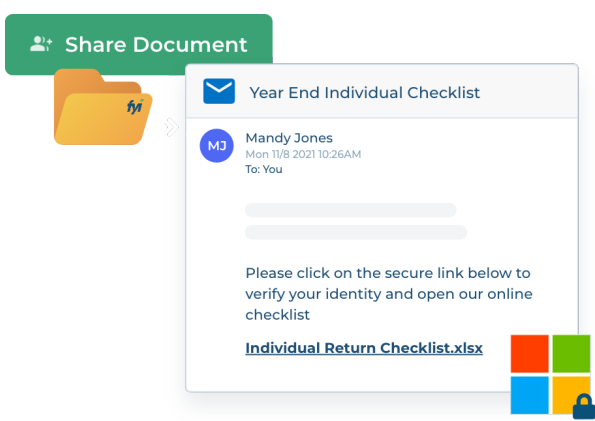 Share Document
fyi
Year End Individual Checklist
MJ
Mandy Jones
Mon 11/8 2021 10:26AM
To: You
Please click on the secure link below to
verify your identity and open our online
checklist
Individual Return Checklist.xlsx